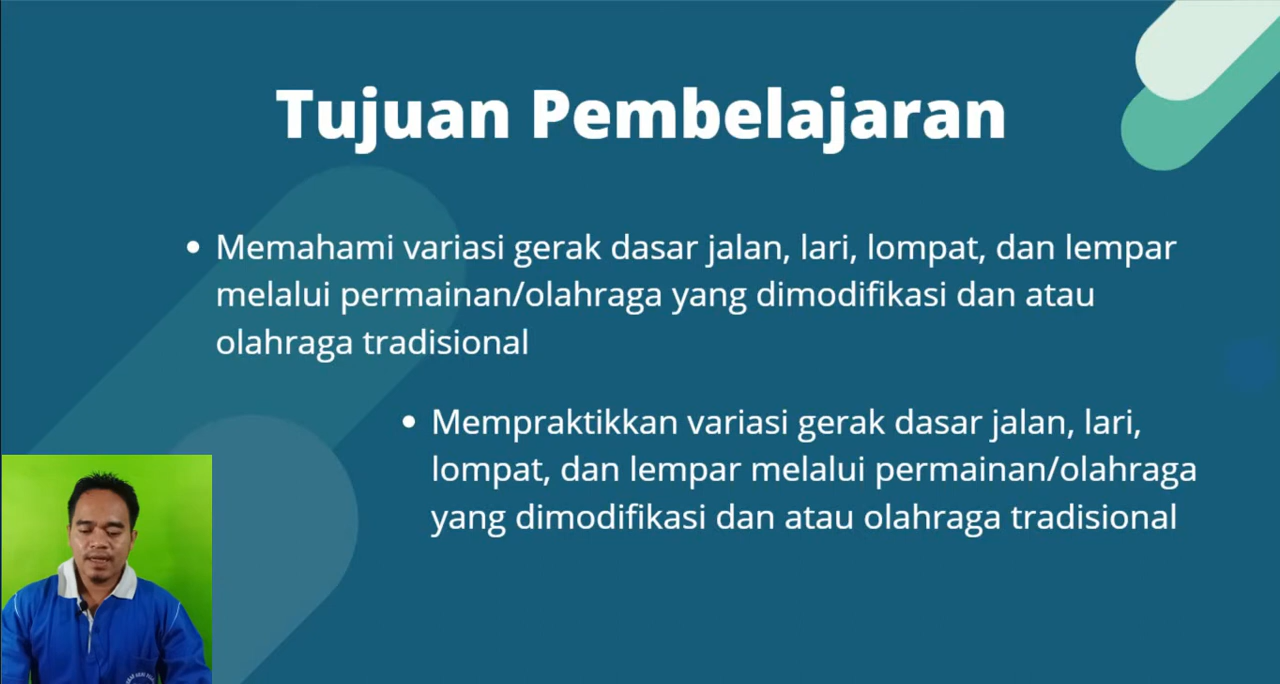 Tujuan Pembelajaran
• Memahami variasi gerak dasar jalan, lari, lompat, dan lempar
melalui permainan/olahraga yang dimodifikasi dan atau
olahraga tradisional
• Mempraktikkan variasi gerak dasar jalan, lari,
lompat, dan lempar melalui permainan/olahraga
yang dimodifikasi dan atau olahraga tradisional